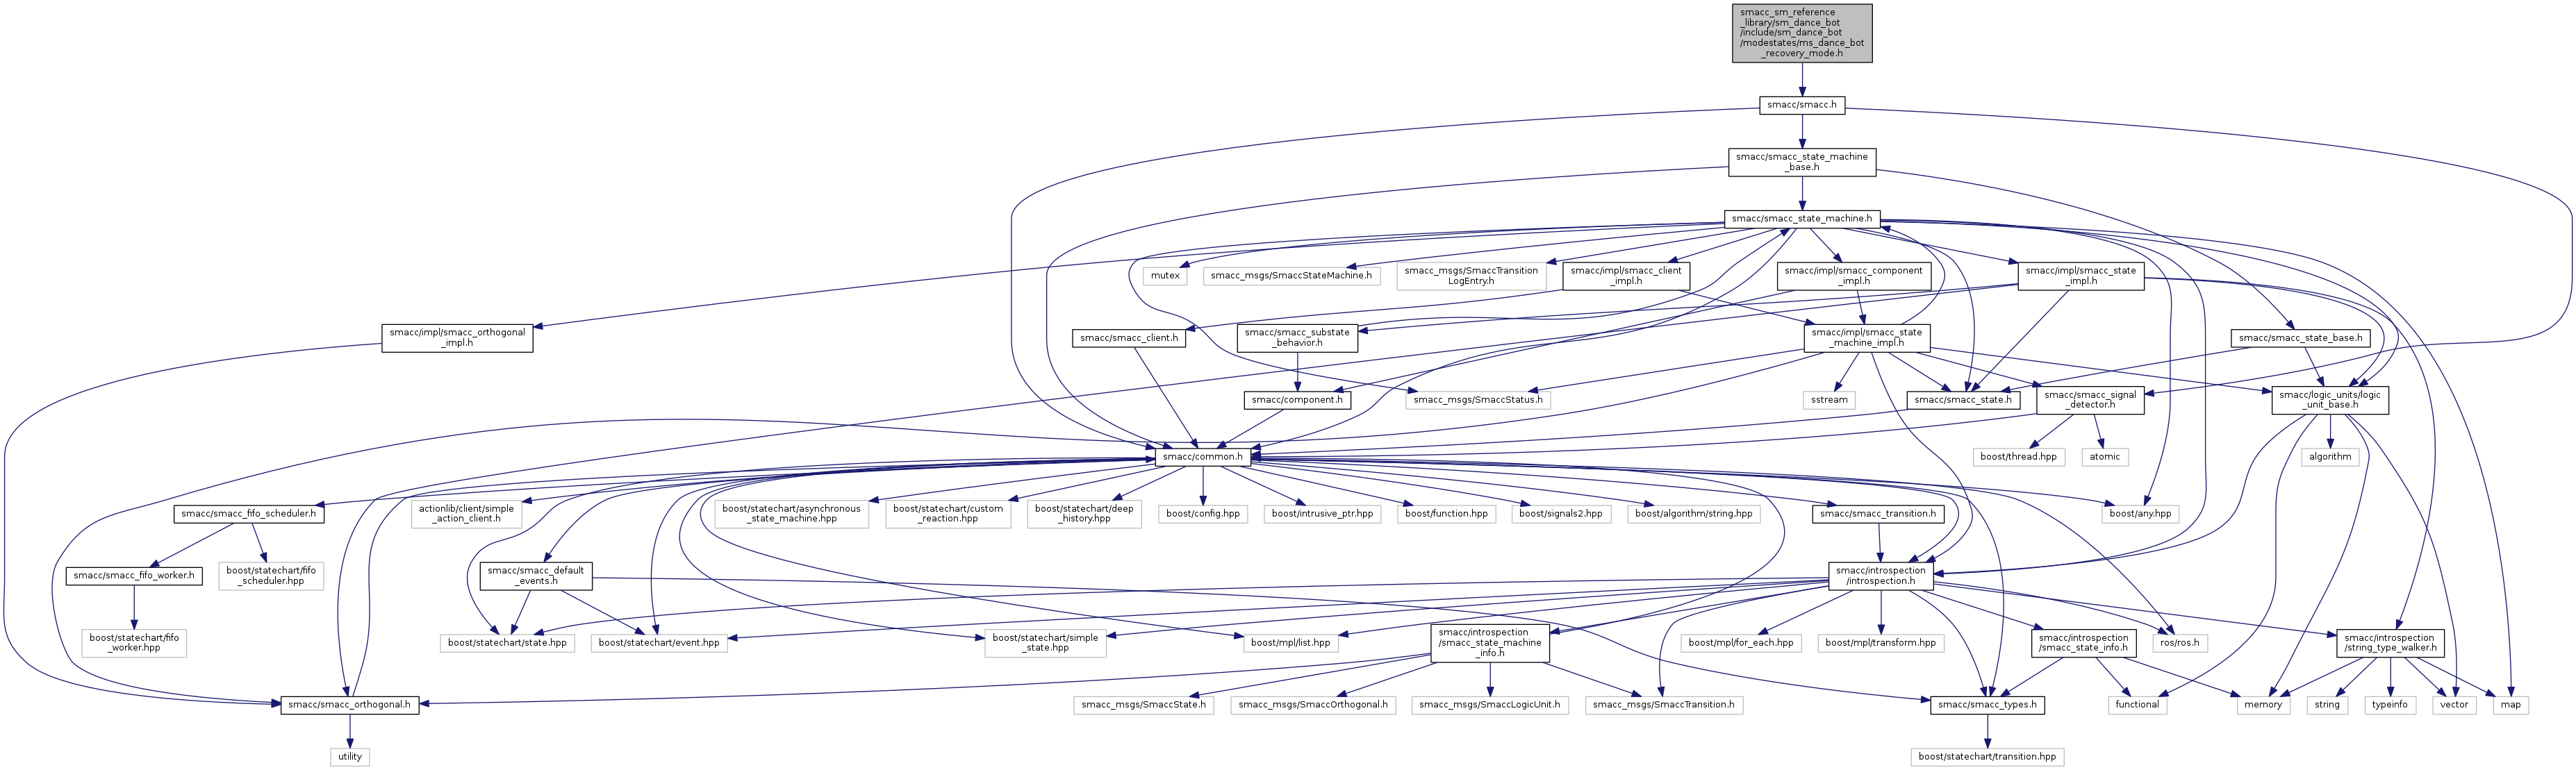 smacc_sm_reference
_library/sm_dance_bot
/include/sm_dance_bot
/modestates/ms_dance_bot
_recovery_mode.h
smacc/smacc.h
smacc/smacc_state_machine
_base.h
smacc/smacc_state_machine.h
mutex
smacc_msgs/SmaccStateMachine.h
smacc_msgs/SmaccTransition
LogEntry.h
smacc/impl/smacc_client
_impl.h
smacc/impl/smacc_component
_impl.h
smacc/impl/smacc_state
_impl.h
smacc/impl/smacc_orthogonal
_impl.h
smacc/smacc_client.h
smacc/smacc_substate
_behavior.h
smacc/impl/smacc_state
_machine_impl.h
smacc/smacc_state_base.h
smacc/component.h
smacc_msgs/SmaccStatus.h
sstream
smacc/smacc_state.h
smacc/smacc_signal
_detector.h
smacc/logic_units/logic
_unit_base.h
smacc/common.h
boost/thread.hpp
atomic
algorithm
smacc/smacc_fifo_scheduler.h
actionlib/client/simple
_action_client.h
boost/statechart/asynchronous
_state_machine.hpp
boost/statechart/custom
_reaction.hpp
boost/statechart/deep
_history.hpp
boost/config.hpp
boost/intrusive_ptr.hpp
boost/function.hpp
boost/signals2.hpp
boost/algorithm/string.hpp
smacc/smacc_transition.h
boost/any.hpp
smacc/smacc_fifo_worker.h
boost/statechart/fifo
_scheduler.hpp
smacc/smacc_default
_events.h
smacc/introspection
/introspection.h
boost/statechart/fifo
_worker.hpp
boost/statechart/state.hpp
boost/statechart/event.hpp
boost/statechart/simple
_state.hpp
boost/mpl/list.hpp
smacc/introspection
/smacc_state_machine
_info.h
boost/mpl/for_each.hpp
boost/mpl/transform.hpp
smacc/introspection
/smacc_state_info.h
ros/ros.h
smacc/introspection
/string_type_walker.h
smacc/smacc_orthogonal.h
smacc_msgs/SmaccState.h
smacc_msgs/SmaccOrthogonal.h
smacc_msgs/SmaccLogicUnit.h
smacc_msgs/SmaccTransition.h
smacc/smacc_types.h
functional
memory
string
typeinfo
vector
map
utility
boost/statechart/transition.hpp